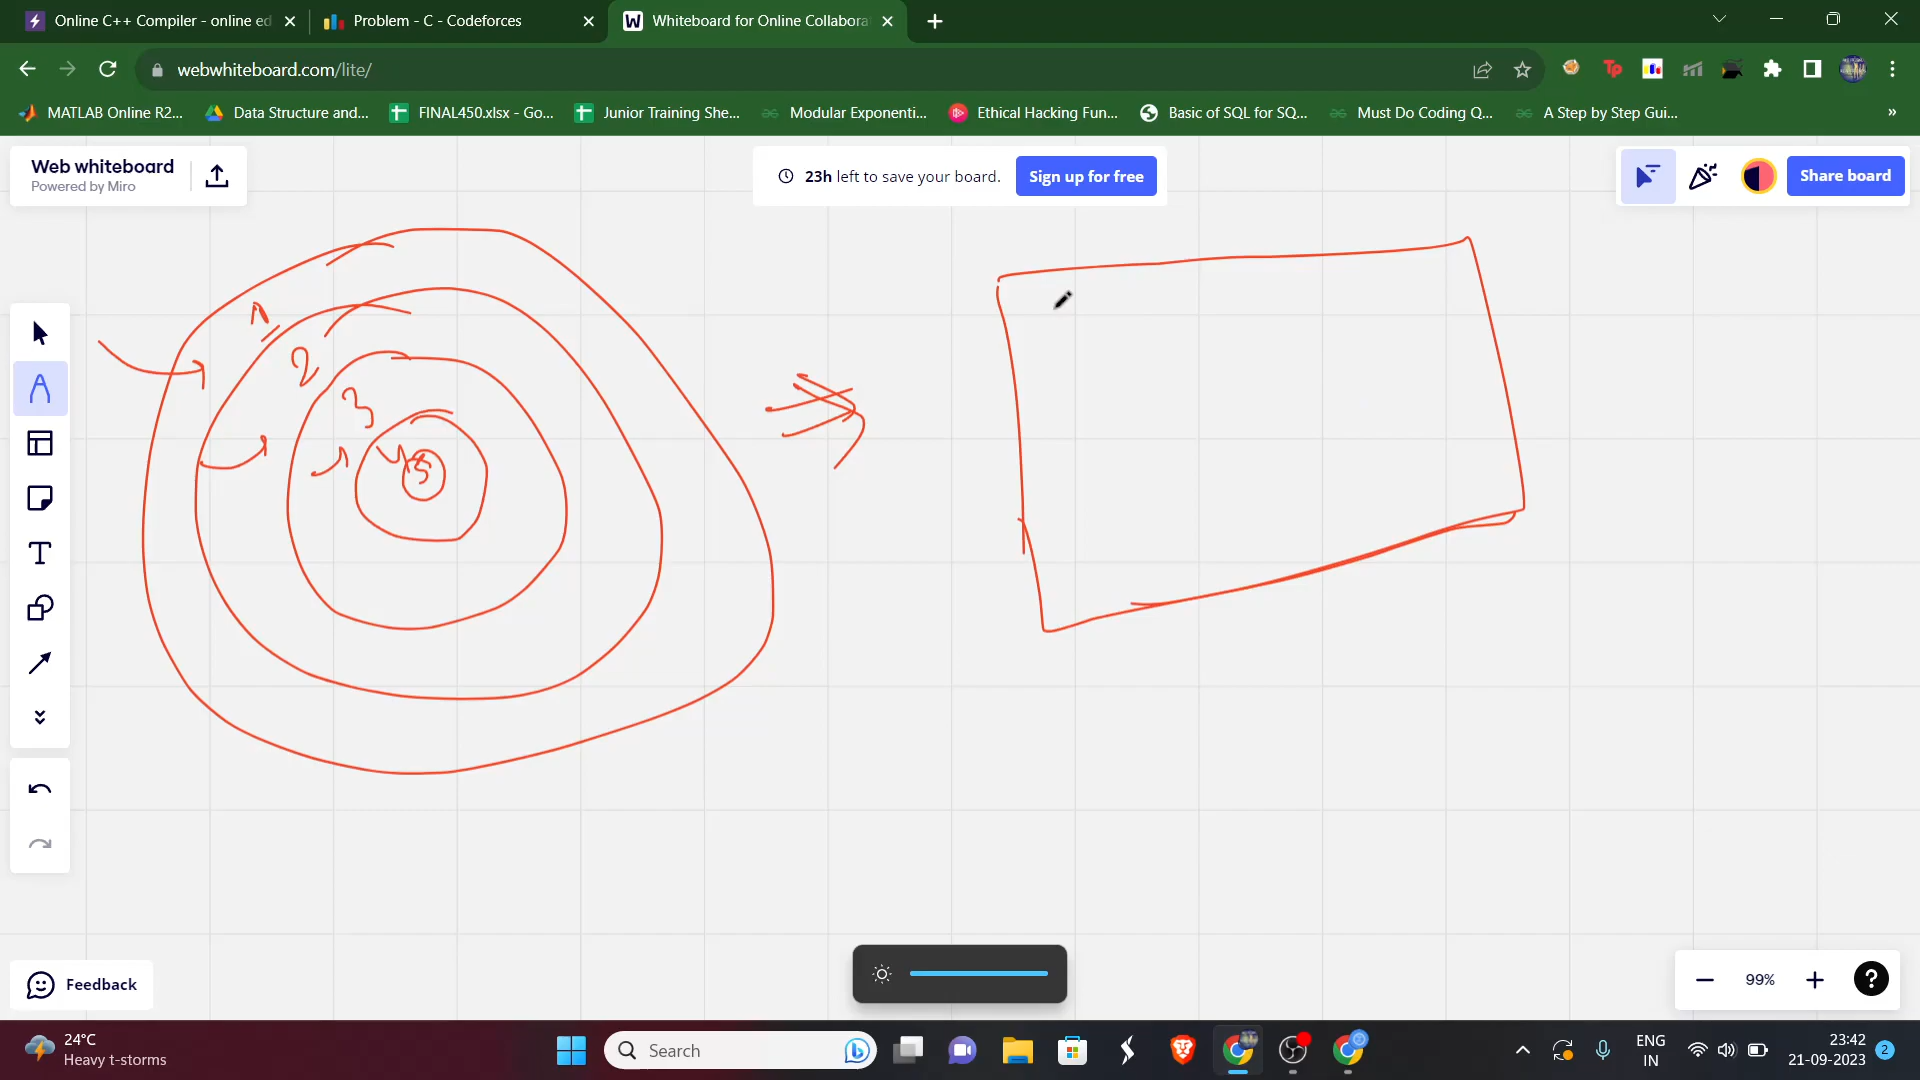 Online C++ Compiler - online ed
Problem - C - Codeforces
Whiteboard for Online Collabora
webwhiteboard.com/lite/
MATLAB Online R2...
Data Structure and...
FINAL450.xlsx - Go...
Junior Training She...
Modular Exponenti...
Ethical Hacking Fun...
Basic of SQL for SQ...
Must Do Coding Q...
A Step by Step Gui...
»
Web whiteboard
Powered by Miro
23h left to save your board.
Sign up for free
Share board
1
2
3
4
5
Feedback
99%
24°C
Heavy t-storms
Search
ENG
IN
23:42
21-09-2023
2